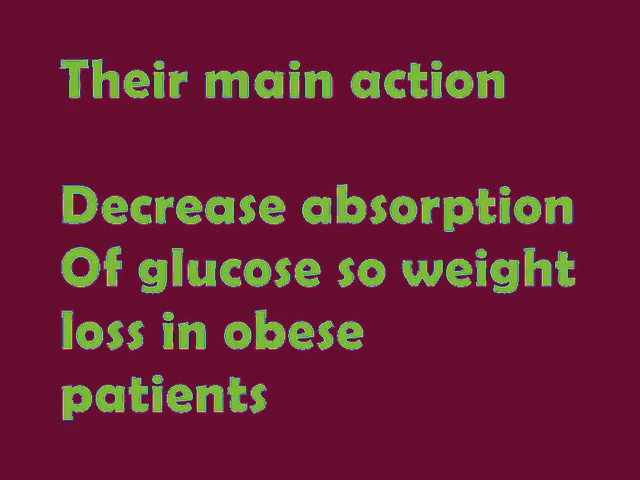 Their main action
Decrease absorption
Of glucose so weight
loss in obese
patients